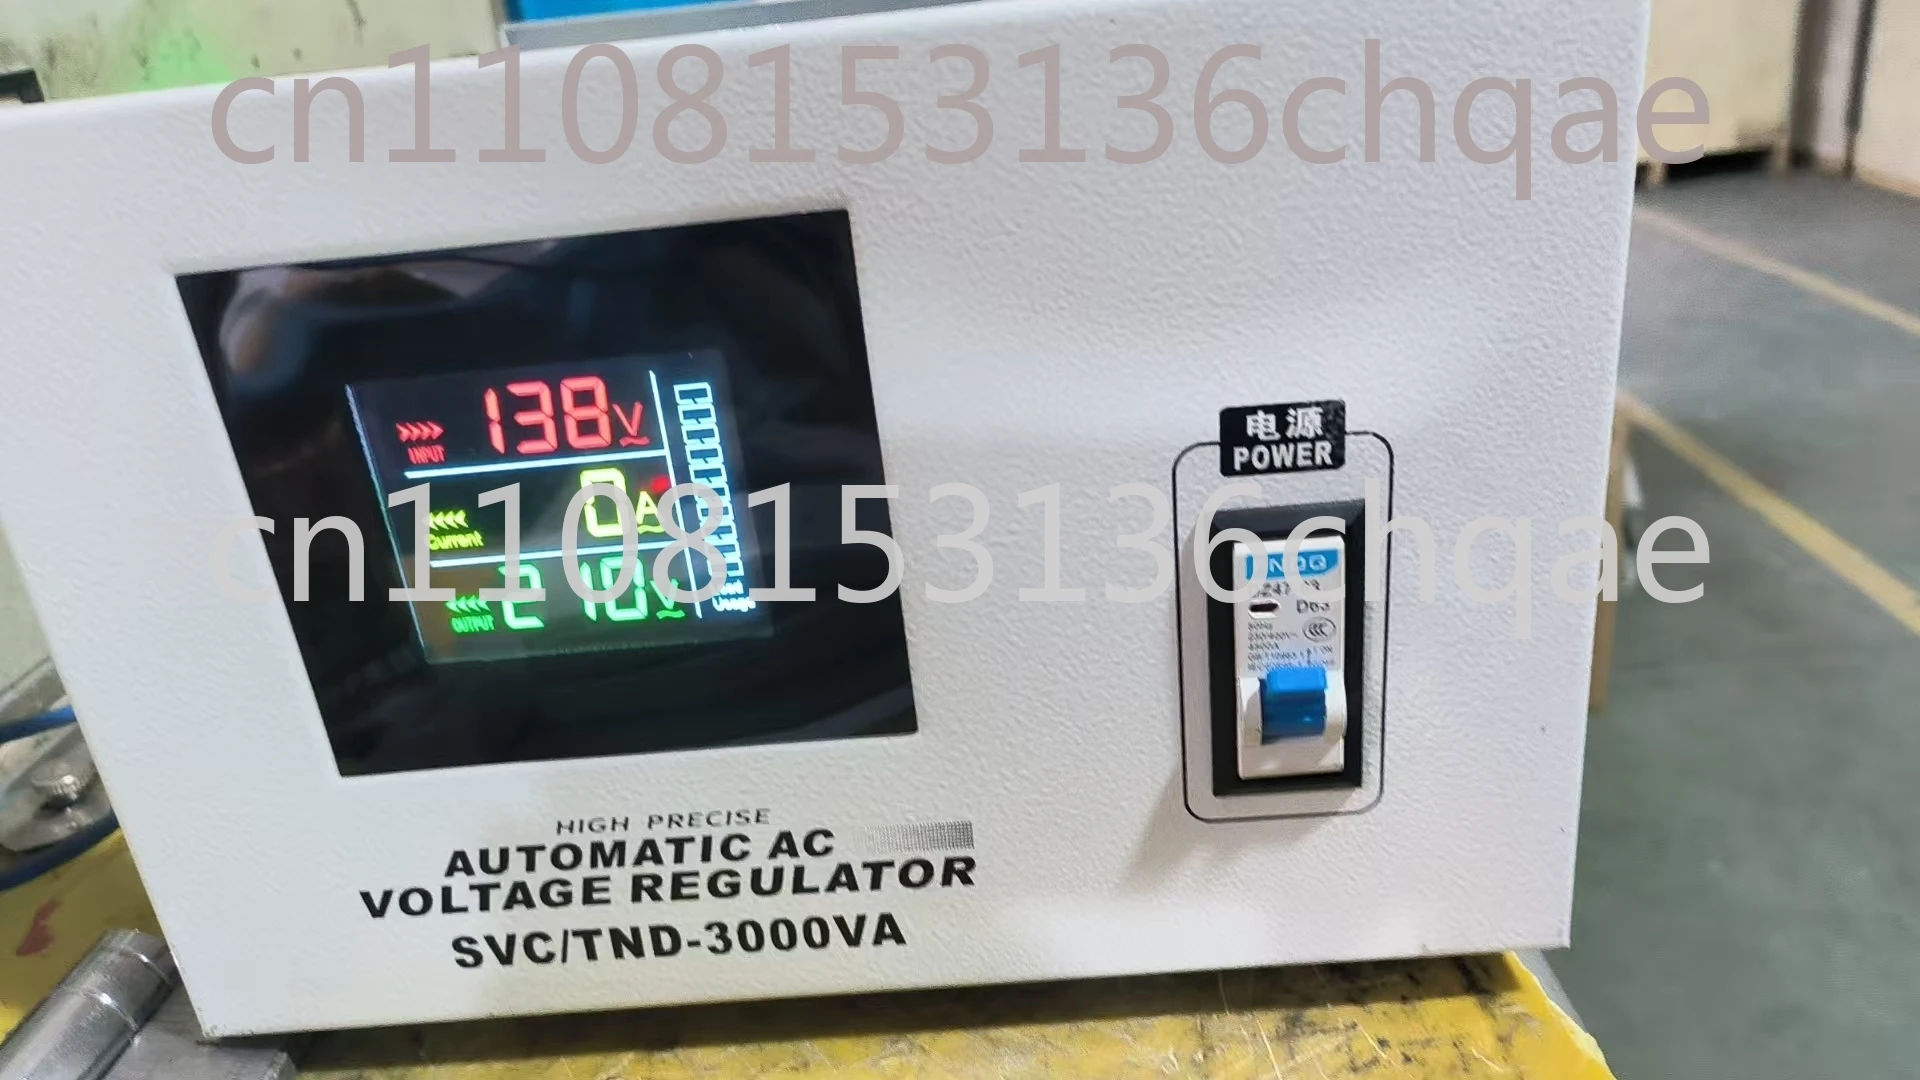 cn1108153136chqae
138V
INPUT
0A
Current
210V
OUTPUT
电源
POWER
cn1108153136chqae
D63
HIGH PRECISE
AUTOMATIC AC
VOLTAGE REGULATOR
SVC/TND-3000VA